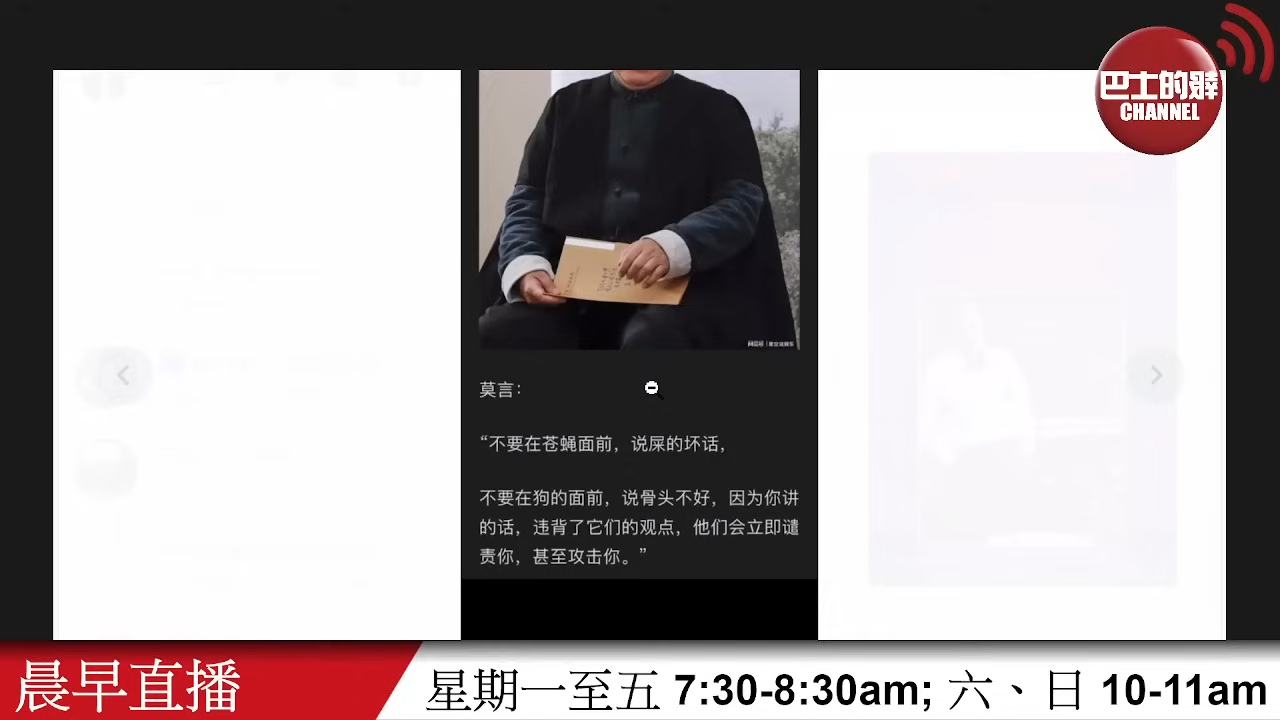 巴士的報
CHANNEL
莫言：
“不要在苍蝇面前，说屎的坏话，
不要在狗的面前，说骨头不好，因为你讲
的话，违背了它们的观点，他们会立即谴
责你，甚至攻击你。”
晨早直播
星期一至五 7:30-8:30am; 六、日 10-11am